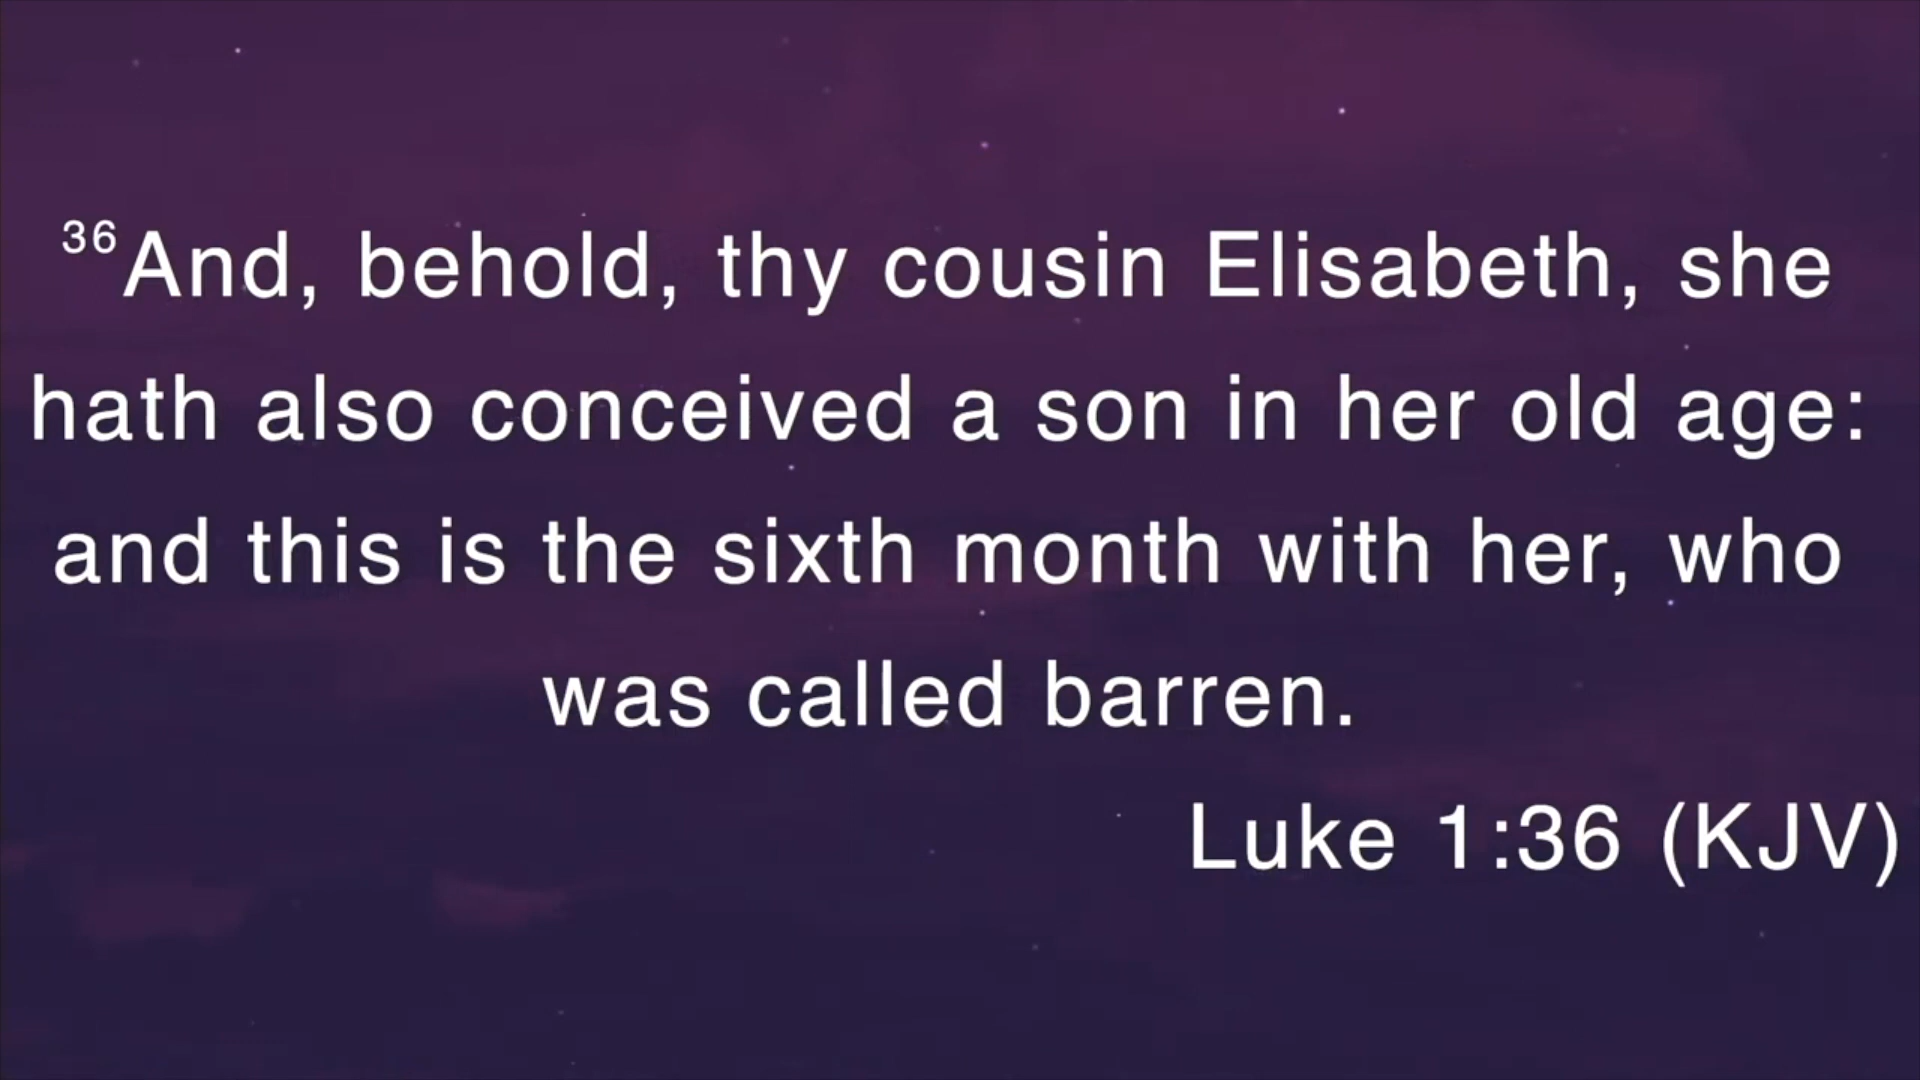 36And, behold, thy cousin Elisabeth, she
hath also conceived a son in her old age:
and this is the sixth month with her, who
was called barren.
Luke 1:36 (KJV)